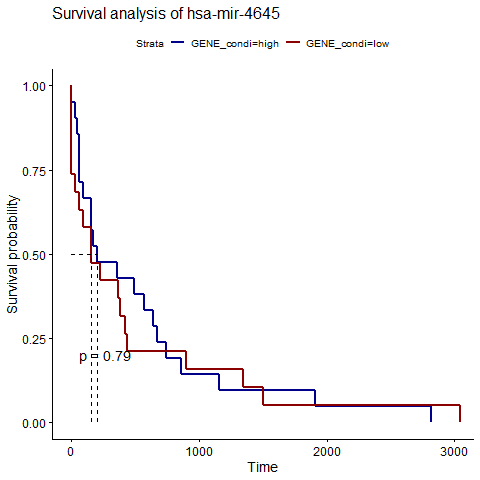 Survival analysis of hsa-mir-4645
Strata GENE_condi=high GENE_condi=low
Survival probability
1.00
0.75
0.50
0.25
0.00
p = 0.79
0 1000 2000 3000
Time